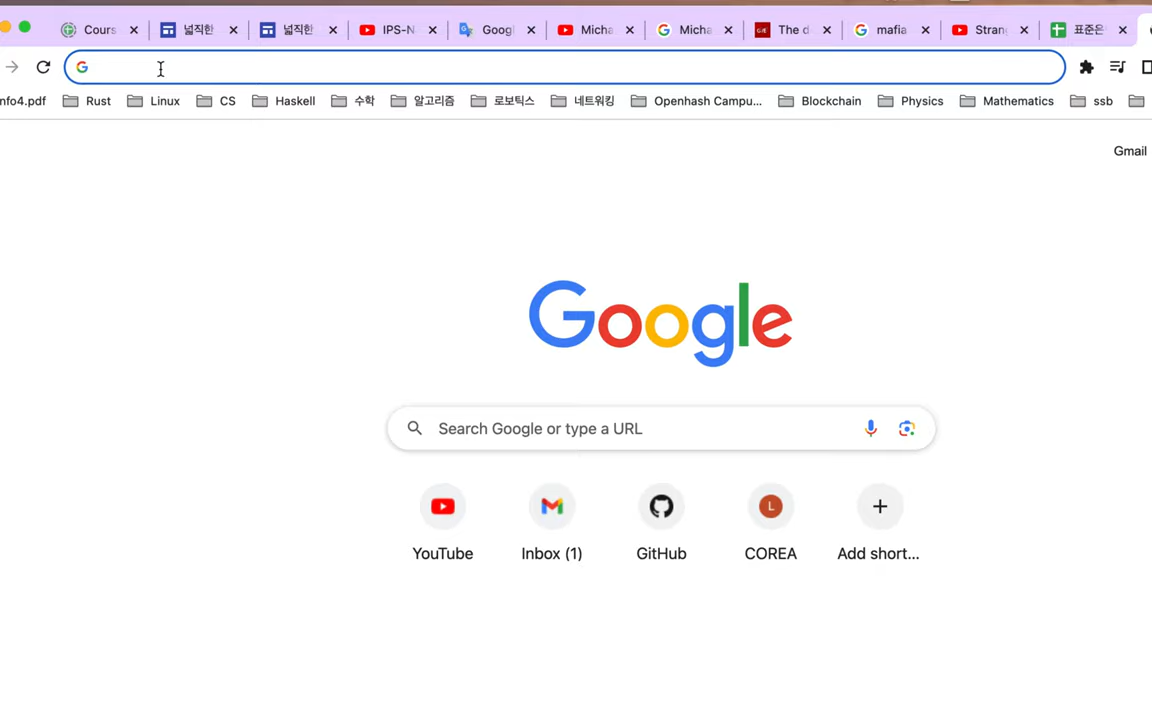 Cours 넓직한 넓직한 IPS-N Googl Micha Micha The d mafia Strang 표준은
nfo4.pdf Rust Linux CS Haskell 수학 알고리즘 로보틱스 네트워킹 Openhash Campu... Blockchain Physics Mathematics ssb
Gmail
Google
Search Google or type a URL
L
YouTube Inbox (1) GitHub COREA Add short...